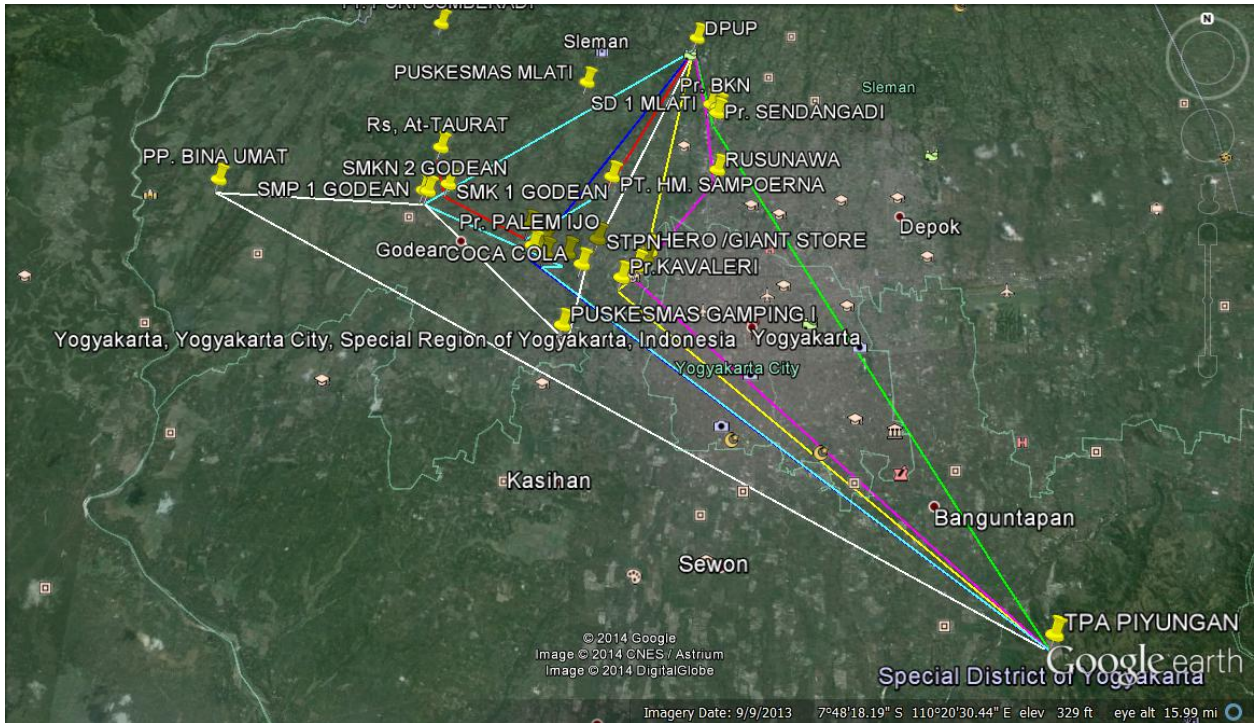 PT. PURI SUMBERADI
DPUP
Sleman
PUSKESMAS MLATI
Pr. BKN
Sleman
SD 1 MLATI
Pr. SENDANGADI
Rs, At-TAURAT
PP. BINA UMAT
SMKN 2 GODEAN
RUSUNAWA
SMP 1 GODEAN
SMK 1 GODEAN
PT. HM. SAMPOERNA
Pr. PALEM IJO
Depok
STPN
HERO /GIANT STORE
Godean
COCA COLA
Pr.KAVALERI
PUSKESMAS GAMPING.I
Yogyakarta, Yogyakarta City, Special Region of Yogyakarta, Indonesia
Yogyakarta
Yogyakarta City
Kasihan
Banguntapan
Sewon
TPA PIYUNGAN
© 2014 Google
Image © 2014 CNES / Astrium
Image © 2014 DigitalGlobe
Google earth
Special District of Yogyakarta
Imagery Date: 9/9/2013 7°48'18.19" S 110°20'30.44" E elev 329 ft eye alt 15.99 mi
N